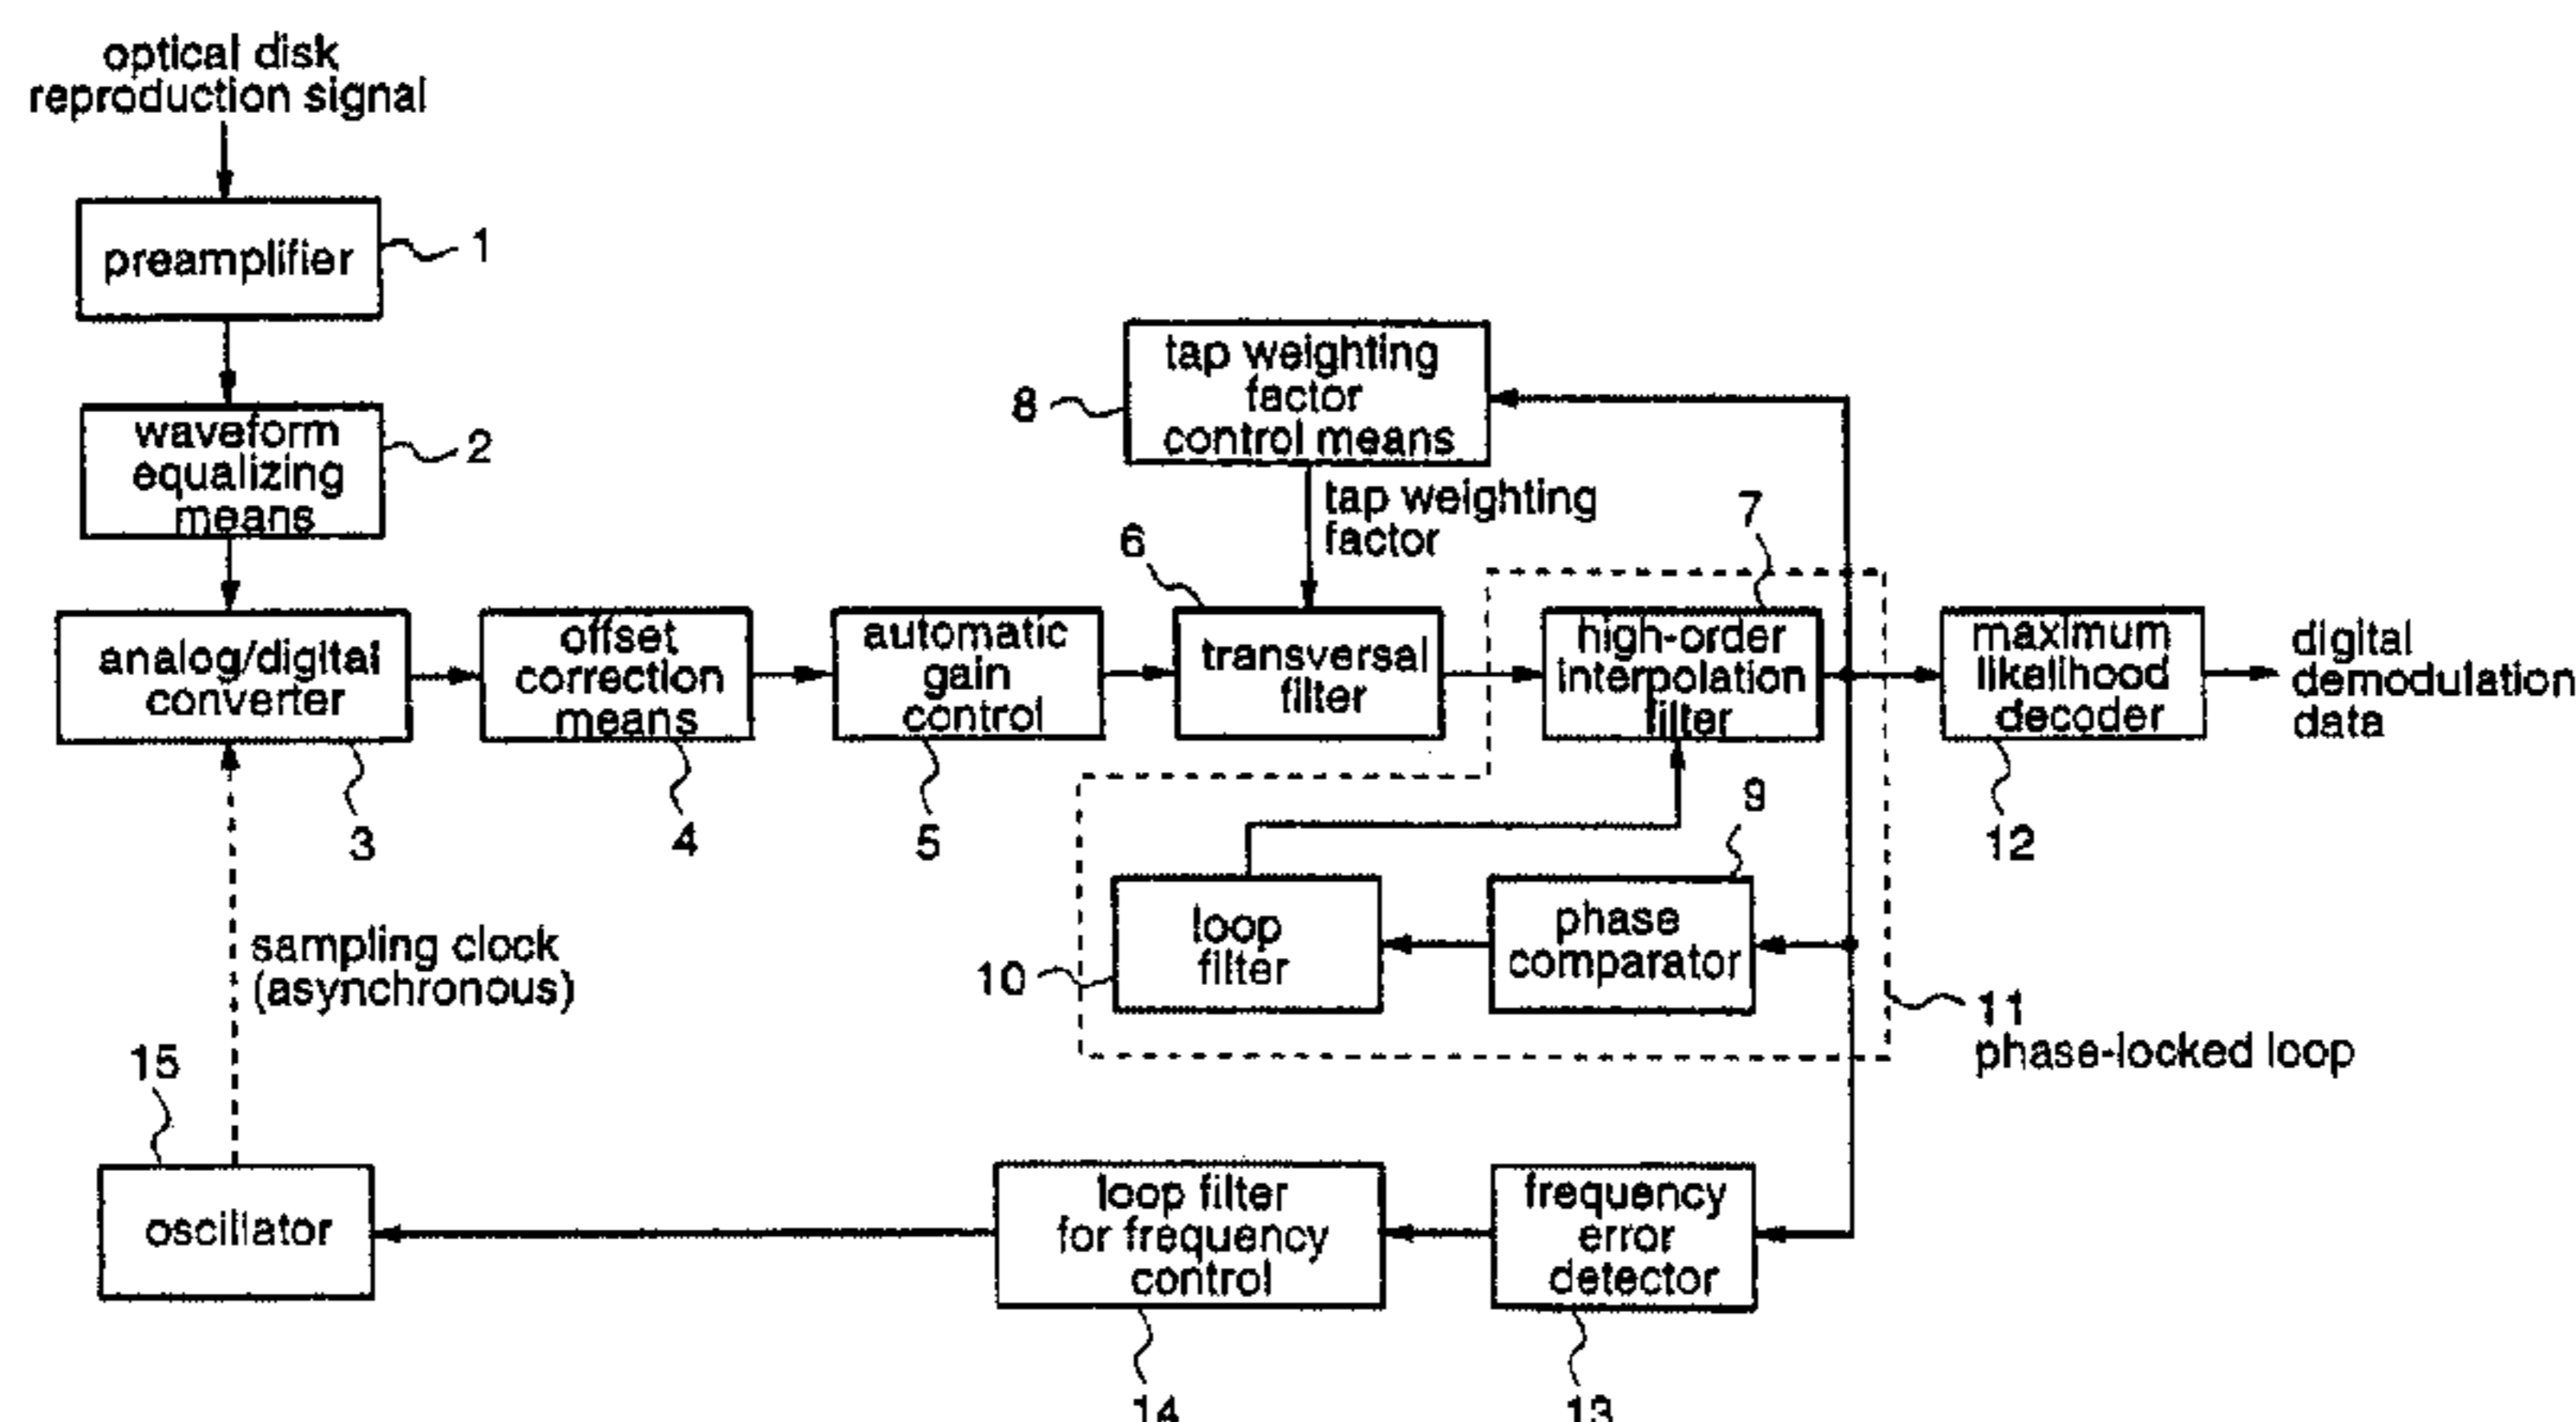 optical disk
reproduction signal
preamplifier
1
waveform
equalizing
means
2
tap weighting
factor
control means
8
tap weighting
factor
6
7
analog/digital
converter
3
offset
correction
means
4
automatic
gain
control
5
transversal
filter
high-order
interpolation
filter
maximum
likelihood
decoder
12
digital
demodulation
data
sampling clock
(asynchronous)
loop
filter
10
phase
comparator
9
11
phase-locked loop
15
oscillator
loop filter
for frequency
control
14
frequency
error
detector
13